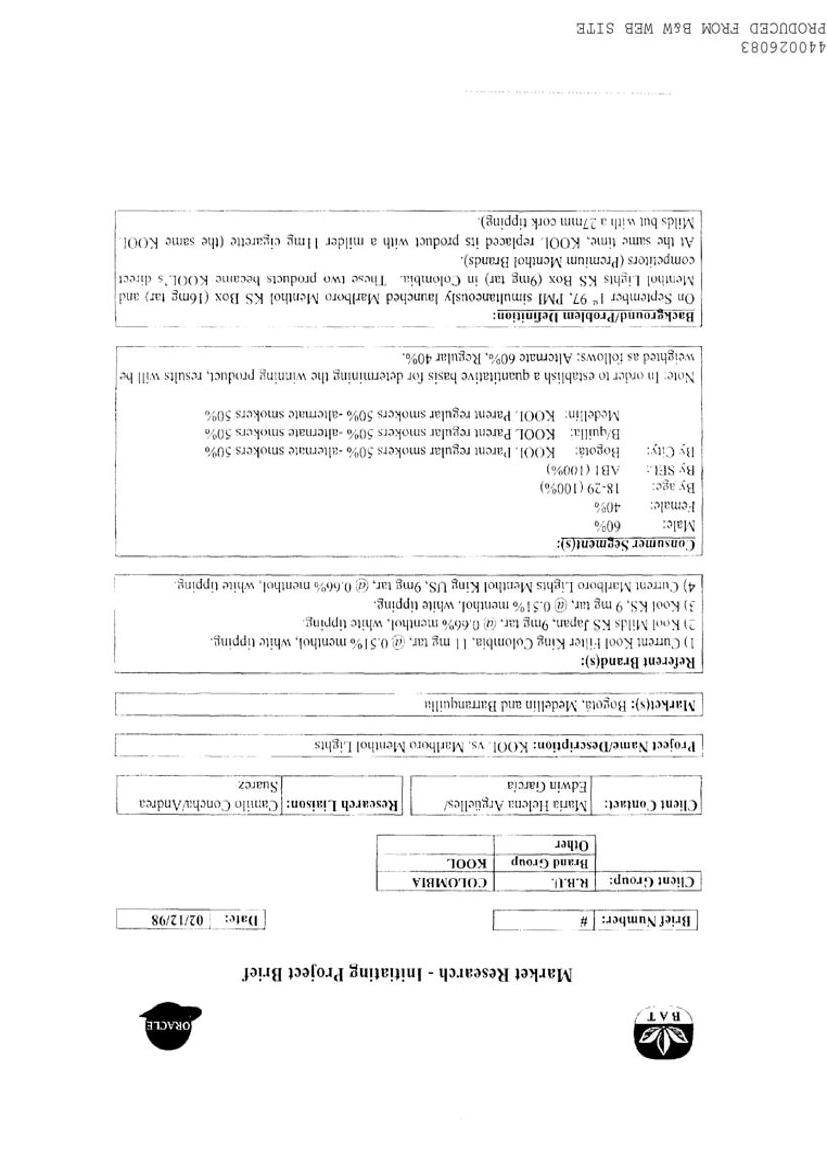 BAT
ORACLE
Market Research - Initiating Project Brief
Brief Number: #
Date: 02/12/98
Client Group: R.B.U. COLOMBIA
Brand Group KOOL
Other
Client Contact: Maria Helena Argüelles/
Edwin Garcia
Research Liaison: Camilo Concha/Andrea
Suarez
Project Name/Description: KOOL vs. Marlboro Menthol Lights
Market(s): Bogotá, Medellin and Barranquilla
Referent Brand(s):
1) Current Kool Filter King Colombia, 11 mg tar, @ 0.51% menthol, white tipping.
2) Kool Milds KS Japan, 9mg tar, @ 0.66% menthol, white tipping.
3) Kool KS, 9 mg tar, @ 0.51% menthol, white tipping.
4) Current Marlboro Lights Menthol King US, 9mg tar, @ 0.66% menthol, white tipping.
Consumer Segment(s):
Male: 60%
Female: 40%
By age: 18-29 (100%)
By SEL: AB1 (100%)
By City: Bogotá: KOOL Parent regular smokers 50% -alternate smokers 50%
B/quilla: KOOL Parent regular smokers 50% -alternate smokers 50%
Medellín: KOOL Parent regular smokers 50% -alternate smokers 50%
Note: In order to establish a quantitative basis for determining the winning product, results will be
weighted as follows: Alternate 60%, Regular 40%.
Background/Problem Definition:
On September 1st 97, PMI simultaneously launched Marlboro Menthol KS Box (16mg tar) and
Menthol Lights KS Box (9mg tar) in Colombia. These two products became KOOL's direct
competitors (Premium Menthol Brands).
At the same time, KOOL replaced its product with a milder 11mg cigarette (the same KOOL
Milds but with a 27mm cork tipping).
440026083
PRODUCED FROM B&W WEB SITE